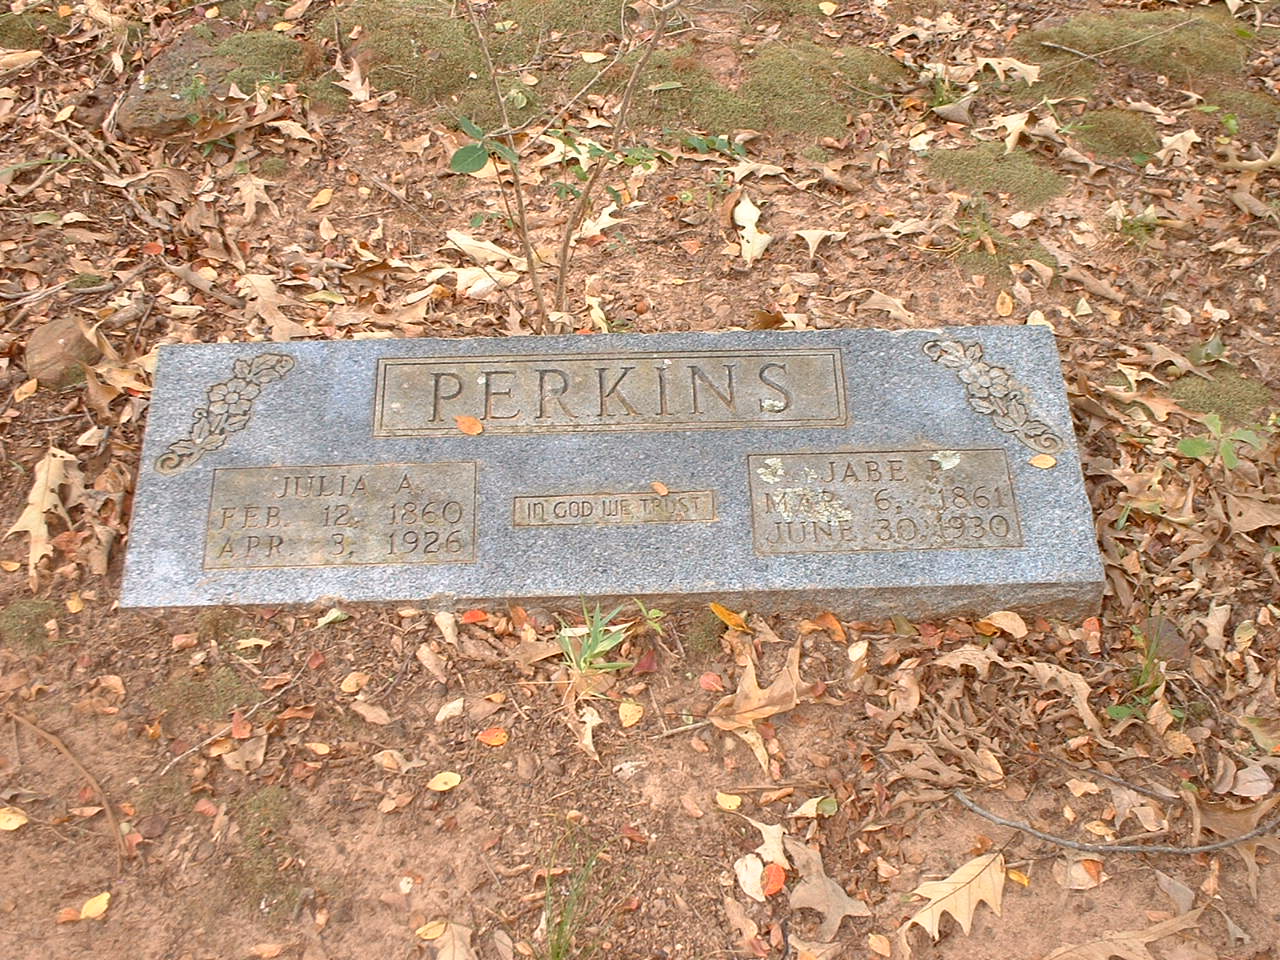 PERKINS
JULIA A.
FEB. 12, 1860
APR. 3, 1926
IN GOD WE TRUST
JABE
MAR. 6, 1861
JUNE 30, 1930